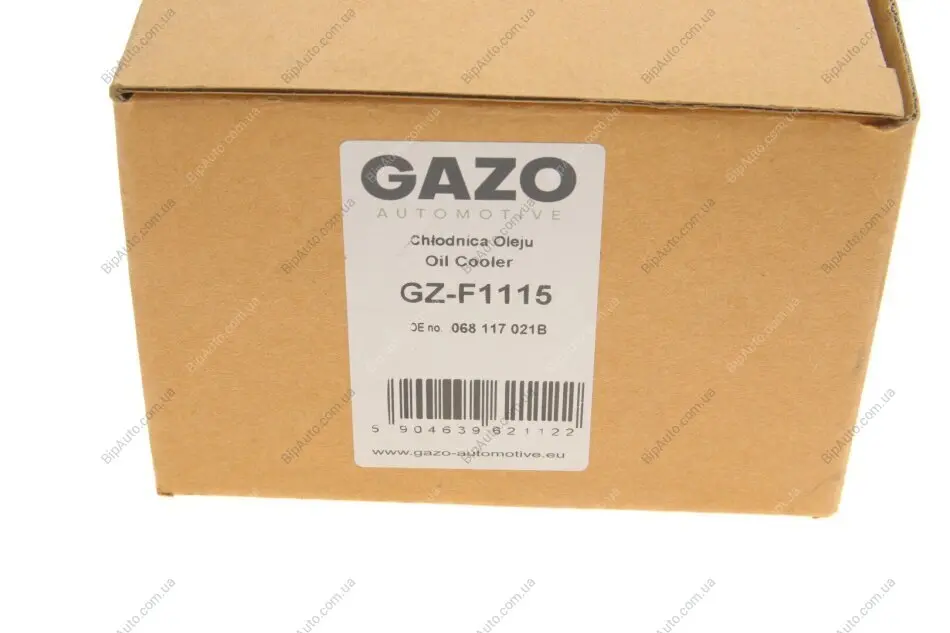 GAZO
AUTOMOTIVE
Chłodnica Oleju
Oil Cooler
GZ-F1115
OE no. 068 117 021B
5 904639 621122
www.gazo-automotive.eu
BipAuto.com.ua